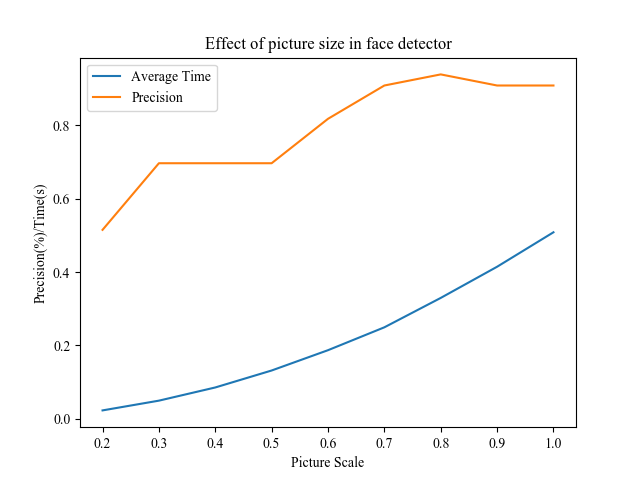 Effect of picture size in face detector
Average Time
Precision
Precision(%)/Time(s)
0.8
0.6
0.4
0.2
0.0
0.2 0.3 0.4 0.5 0.6 0.7 0.8 0.9 1.0
Picture Scale